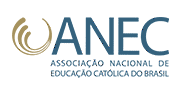 ANEC
ASSOCIAÇÃO NACIONAL DE
EDUCAÇÃO CATÓLICA DO BRASIL